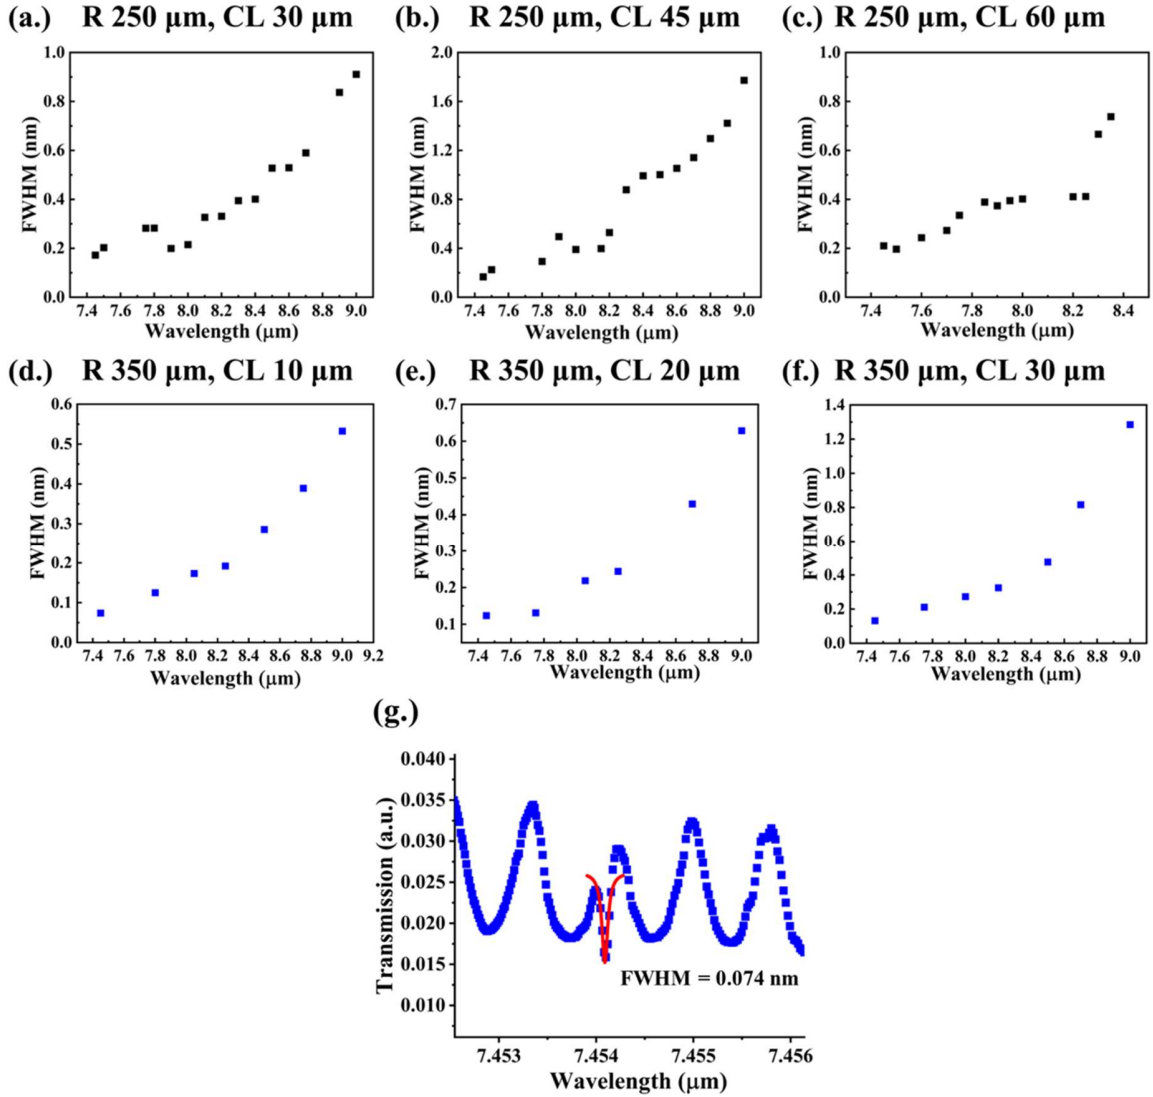 (a.) R 250 μm, CL 30 μm
FWHM (nm)
1.0
0.8
0.6
0.4
0.2
0.0
7.4 7.6 7.8 8.0 8.2 8.4 8.6 8.8 9.0
Wavelength (μm)
(b.) R 250 μm, CL 45 μm
FWHM (nm)
2.0
1.6
1.2
0.8
0.4
0.0
7.4 7.6 7.8 8.0 8.2 8.4 8.6 8.8 9.0
Wavelength (μm)
(c.) R 250 μm, CL 60 μm
FWHM (nm)
1.0
0.8
0.6
0.4
0.2
0.0
7.4 7.6 7.8 8.0 8.2 8.4
Wavelength (μm)
(d.) R 350 μm, CL 10 μm
FWHM (nm)
0.6
0.5
0.4
0.3
0.2
0.1
0.0
7.4 7.6 7.8 8.0 8.2 8.4 8.6 8.8 9.0 9.2
Wavelength (μm)
(e.) R 350 μm, CL 20 μm
FWHM (nm)
0.7
0.6
0.5
0.4
0.3
0.2
0.1
7.4 7.6 7.8 8.0 8.2 8.4 8.6 8.8 9.0
Wavelength (μm)
(f.) R 350 μm, CL 30 μm
FWHM (nm)
1.4
1.2
1.0
0.8
0.6
0.4
0.2
0.0
7.4 7.6 7.8 8.0 8.2 8.4 8.6 8.8 9.0
Wavelength (μm)
(g.)
Transmission (a.u.)
0.040
0.035
0.030
0.025
0.020
0.015
0.010
FWHM = 0.074 nm
7.453 7.454 7.455 7.456
Wavelength (μm)